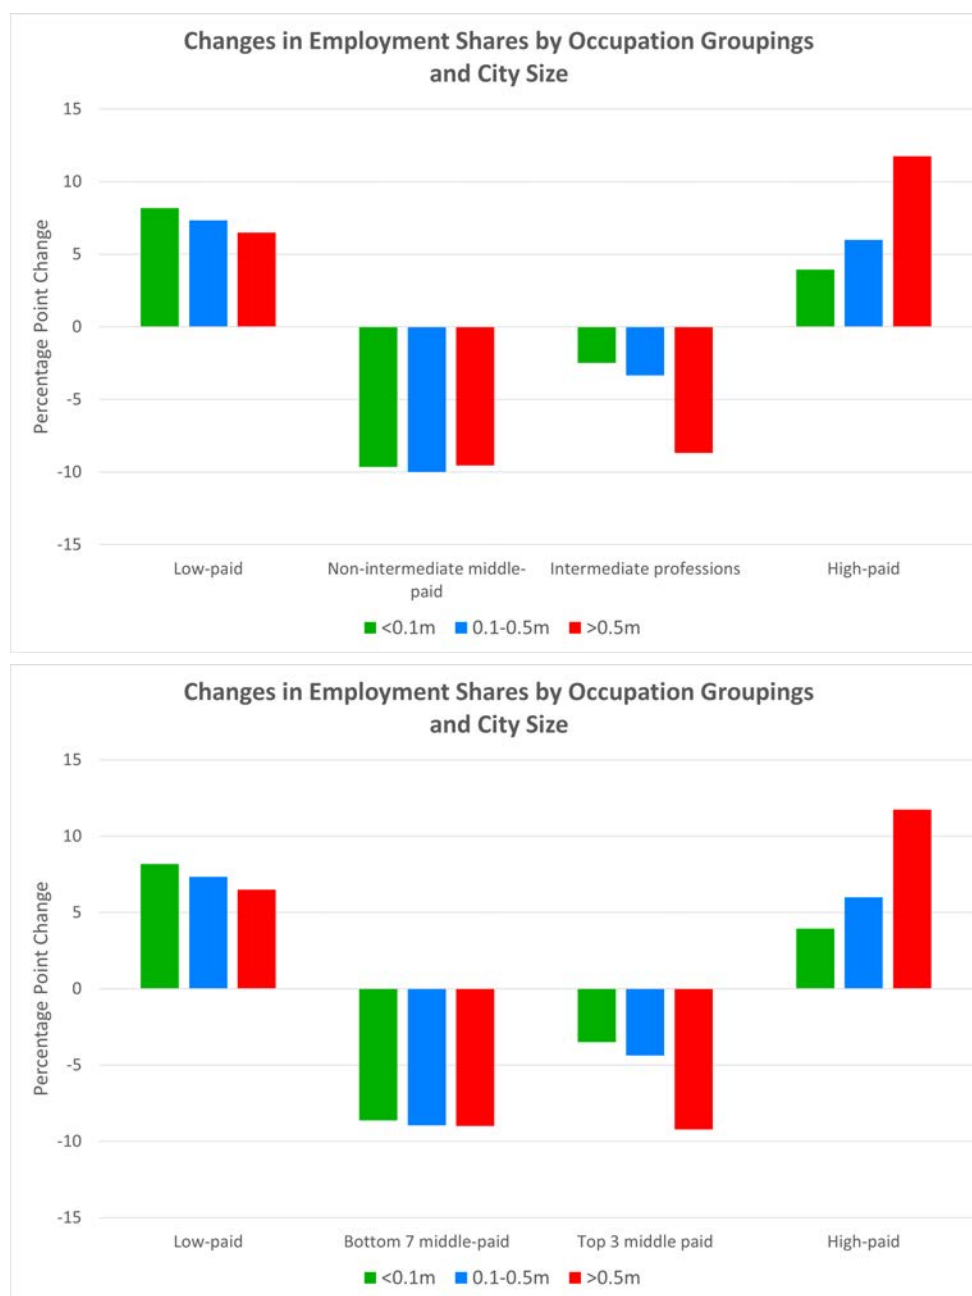 Changes in Employment Shares by Occupation Groupings
and City Size
15
10
5
0
-5
-10
-15
Percentage Point Change
Low-paid
Non-intermediate middle-
paid
Intermediate professions
High-paid
<0.1m
0.1-0.5m
>0.5m
Changes in Employment Shares by Occupation Groupings
and City Size
15
10
5
0
-5
-10
-15
Percentage Point Change
Low-paid
Bottom 7 middle-paid
Top 3 middle paid
High-paid
<0.1m
0.1-0.5m
>0.5m